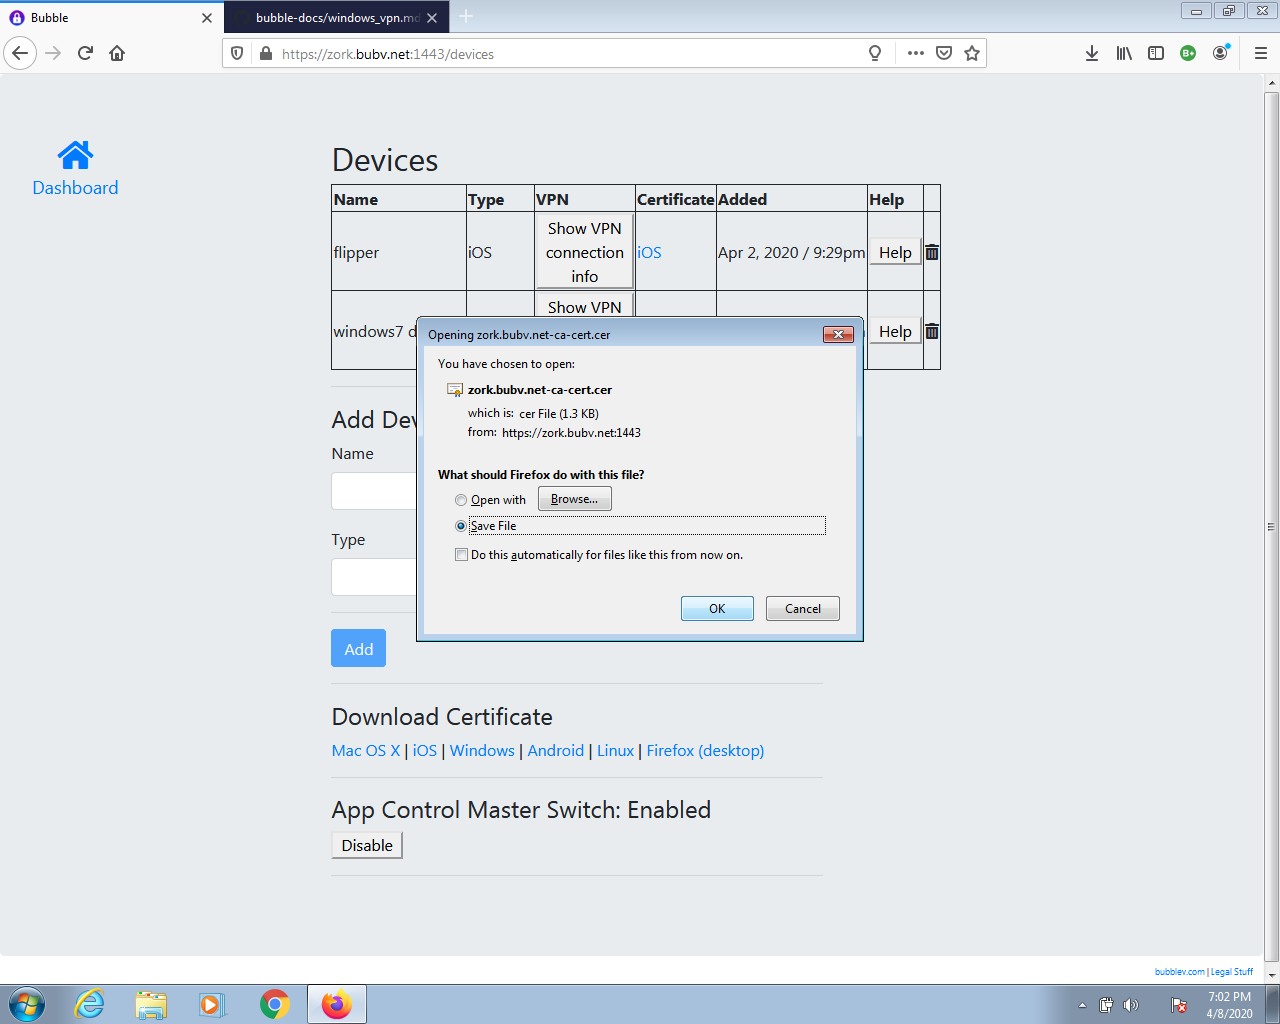 Bubble
bubble-docs/windows_vpn.md
https://zork.bubv.net:1443/devices
Dashboard
Devices
Name Type VPN Certificate Added Help
flipper iOS Show VPN connection info iOS Apr 2, 2020 / 9:29pm Help
windows7 d Show VPN Help
Opening zork.bubv.net-ca-cert.cer
You have chosen to open:
zork.bubv.net-ca-cert.cer
which is: cer File (1.3 KB)
from: https://zork.bubv.net:1443
What should Firefox do with this file?
Open with Browse...
Save File
Do this automatically for files like this from now on.
OK Cancel
Add Dev
Name
Type
Add
Download Certificate
Mac OS X | iOS | Windows | Android | Linux | Firefox (desktop)
App Control Master Switch: Enabled
Disable
bubblev.com | Legal Stuff
7:02 PM
4/8/2020